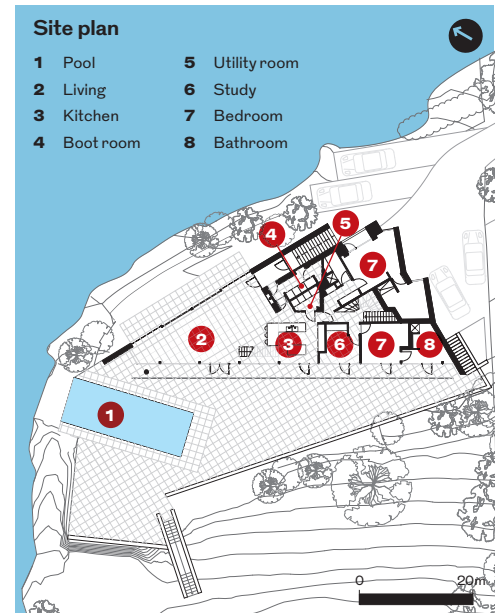 Site plan
1 Pool
2 Living
3 Kitchen
4 Boot room
5 Utility room
6 Study
7 Bedroom
8 Bathroom
5
4
7
2
3
6
7
8
1
0 20m